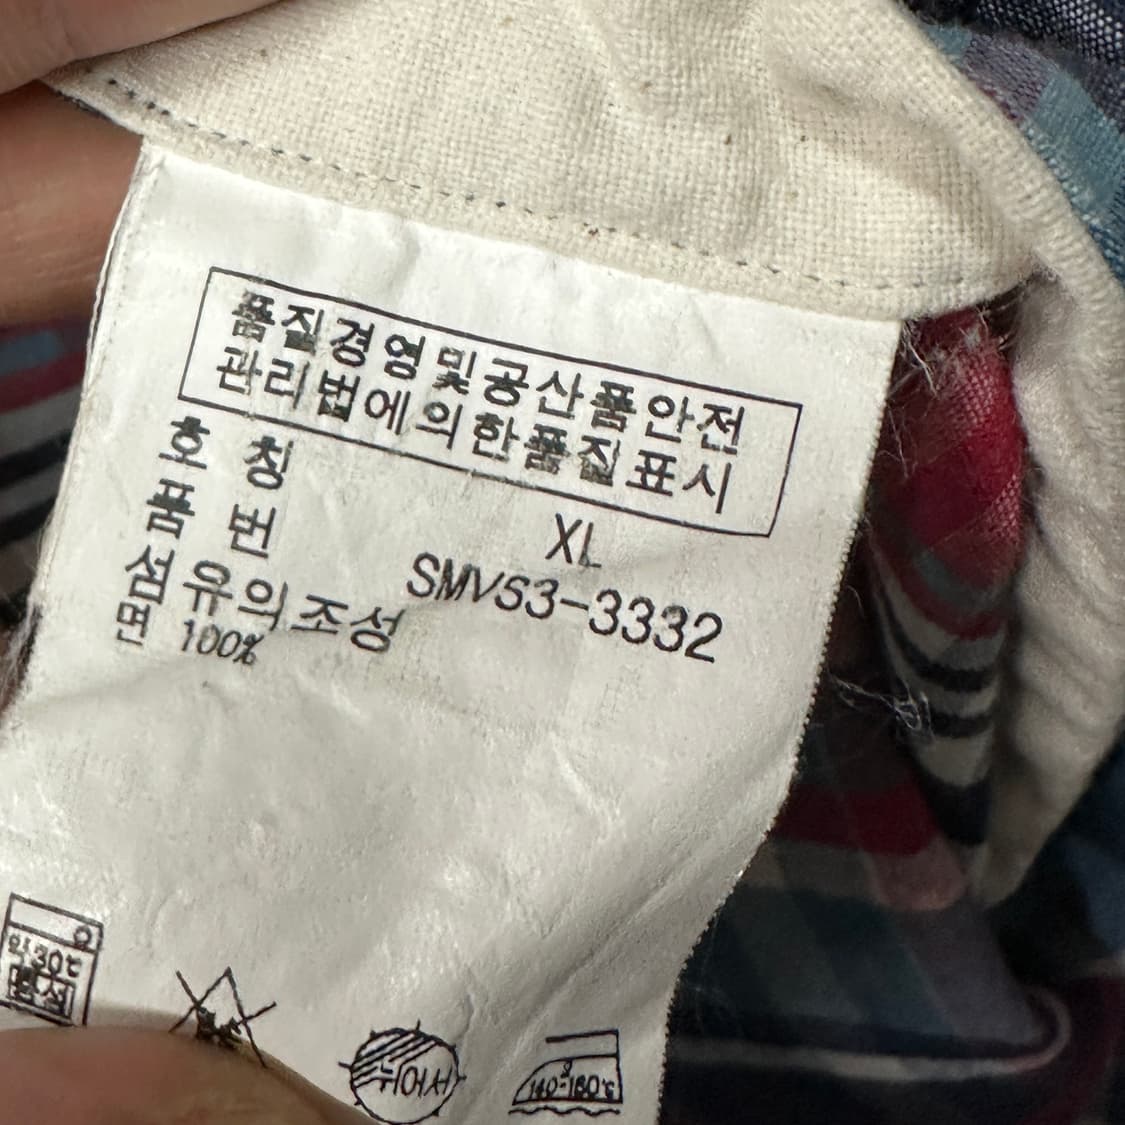 품질경영및공산품안전
관리법에의한품질표시
호 칭 XL
품 번 SMVS3-3332
섬유의조성
면 100%
약30℃
중성
뉘어서
140-160℃